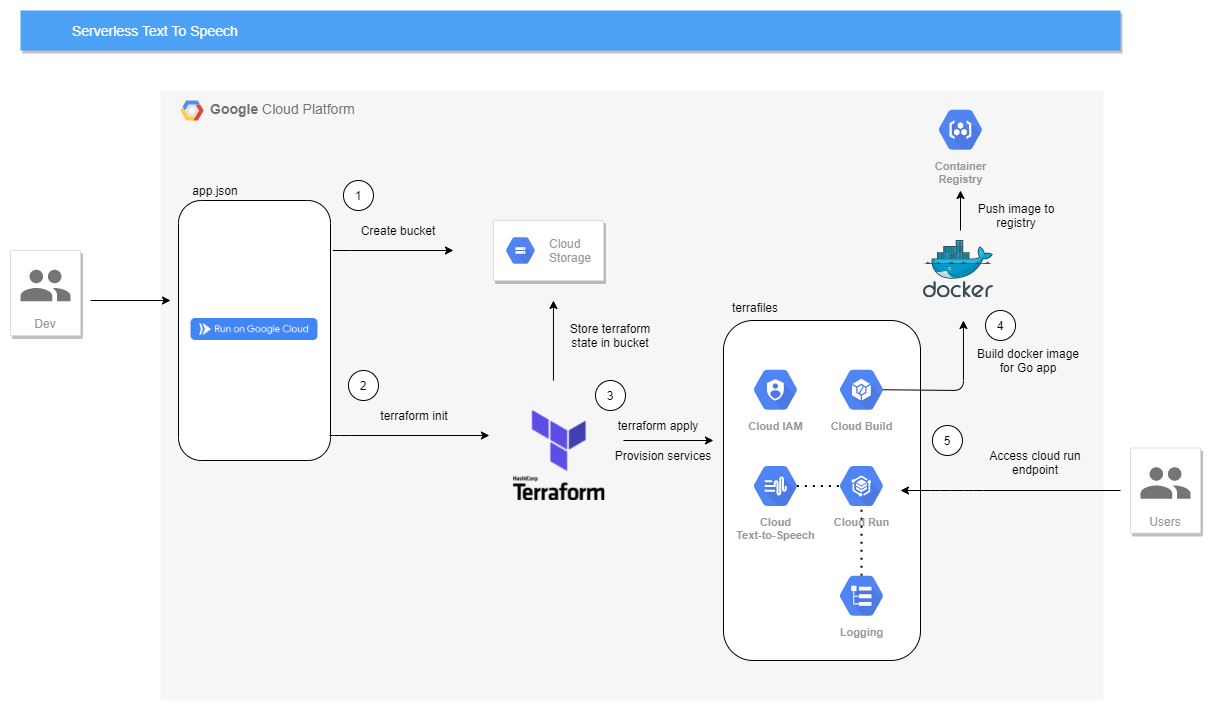 Serverless Text To Speech
Google Cloud Platform
Container
Registry
app.json
1
Create bucket
Push image to
registry
Cloud
Storage
docker
Dev
Run on Google Cloud
Store terraform
state in bucket
terrafiles
4
Build docker image
for Go app
2
terraform init
3
terraform apply
Provision services
Cloud IAM
Cloud Build
5
Access cloud run
endpoint
HashiCorp
Terraform
Cloud
Text-to-Speech
Cloud Run
Users
Logging